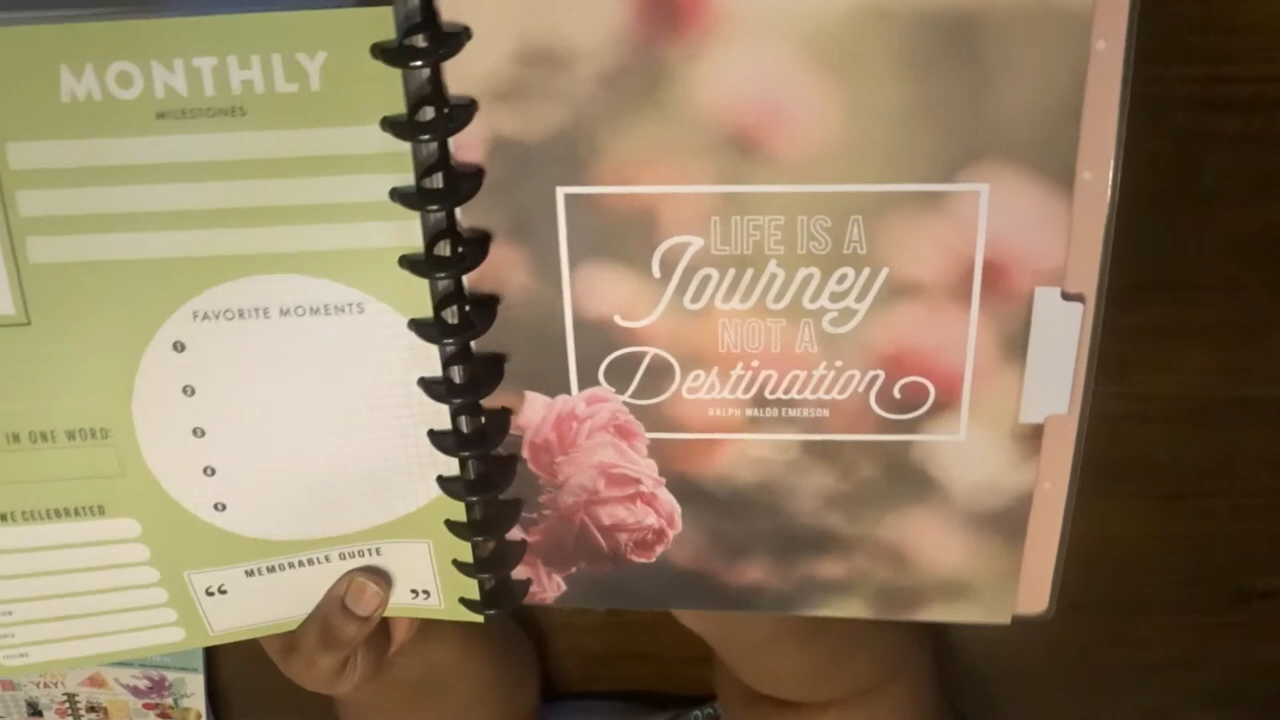 MONTHLY
MILESTONES
FAVORITE MOMENTS
1
2
3
4
5
IN ONE WORD:
WE CELEBRATED
MEMORABLE QUOTE
“ ”
YAY!
LIFE IS A
Journey
NOT A
Destination
RALPH WALDO EMERSON